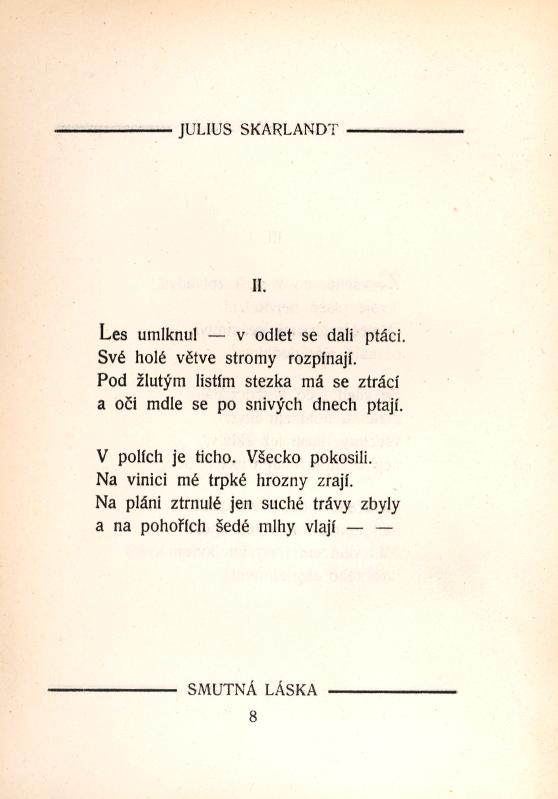 JULIUS SKARLANDT
II.
Les umlknul — v odlet se dali ptáci.
Své holé větve stromy rozpínají.
Pod žlutým listím stezka má se ztrácí
a oči mdle se po snivých dnech ptají.
V polích je ticho. Všecko pokosili.
Na vinici mé trpké hrozny zrají.
Na pláni ztrnulé jen suché trávy zbyly
a na pohořích šedé mlhy vlají — —
SMUTNÁ LÁSKA
8